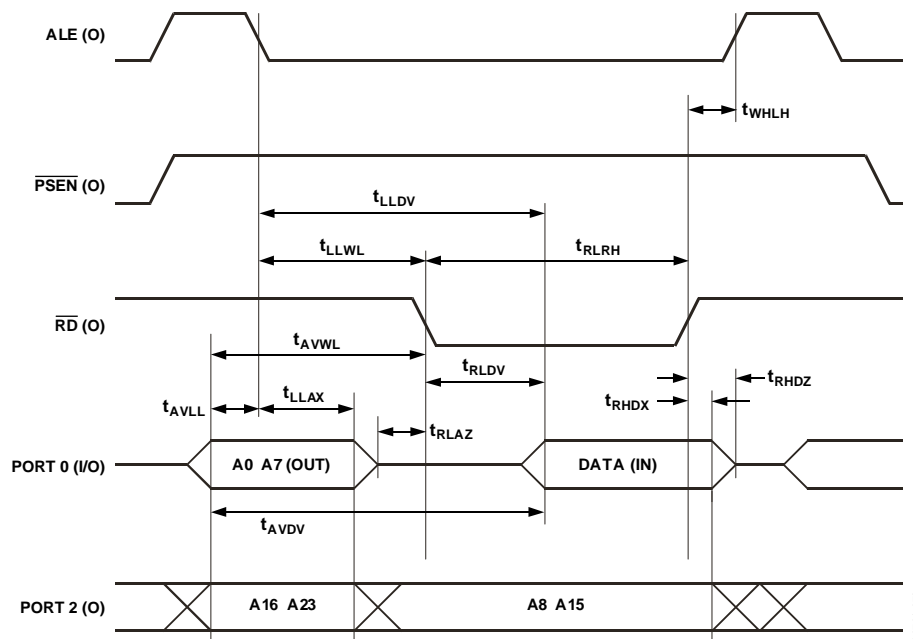 ALE (O)
tWHLH
PSEN (O)
tLLDV
tLLWL
tRLRH
RD (O)
tAVWL
tRLDV
tRHDZ
tAVLL
tLLAX
tRHDX
tRLAZ
PORT 0 (I/O)
A0 A7 (OUT)
DATA (IN)
tAVDV
PORT 2 (O)
A16 A23
A8 A15